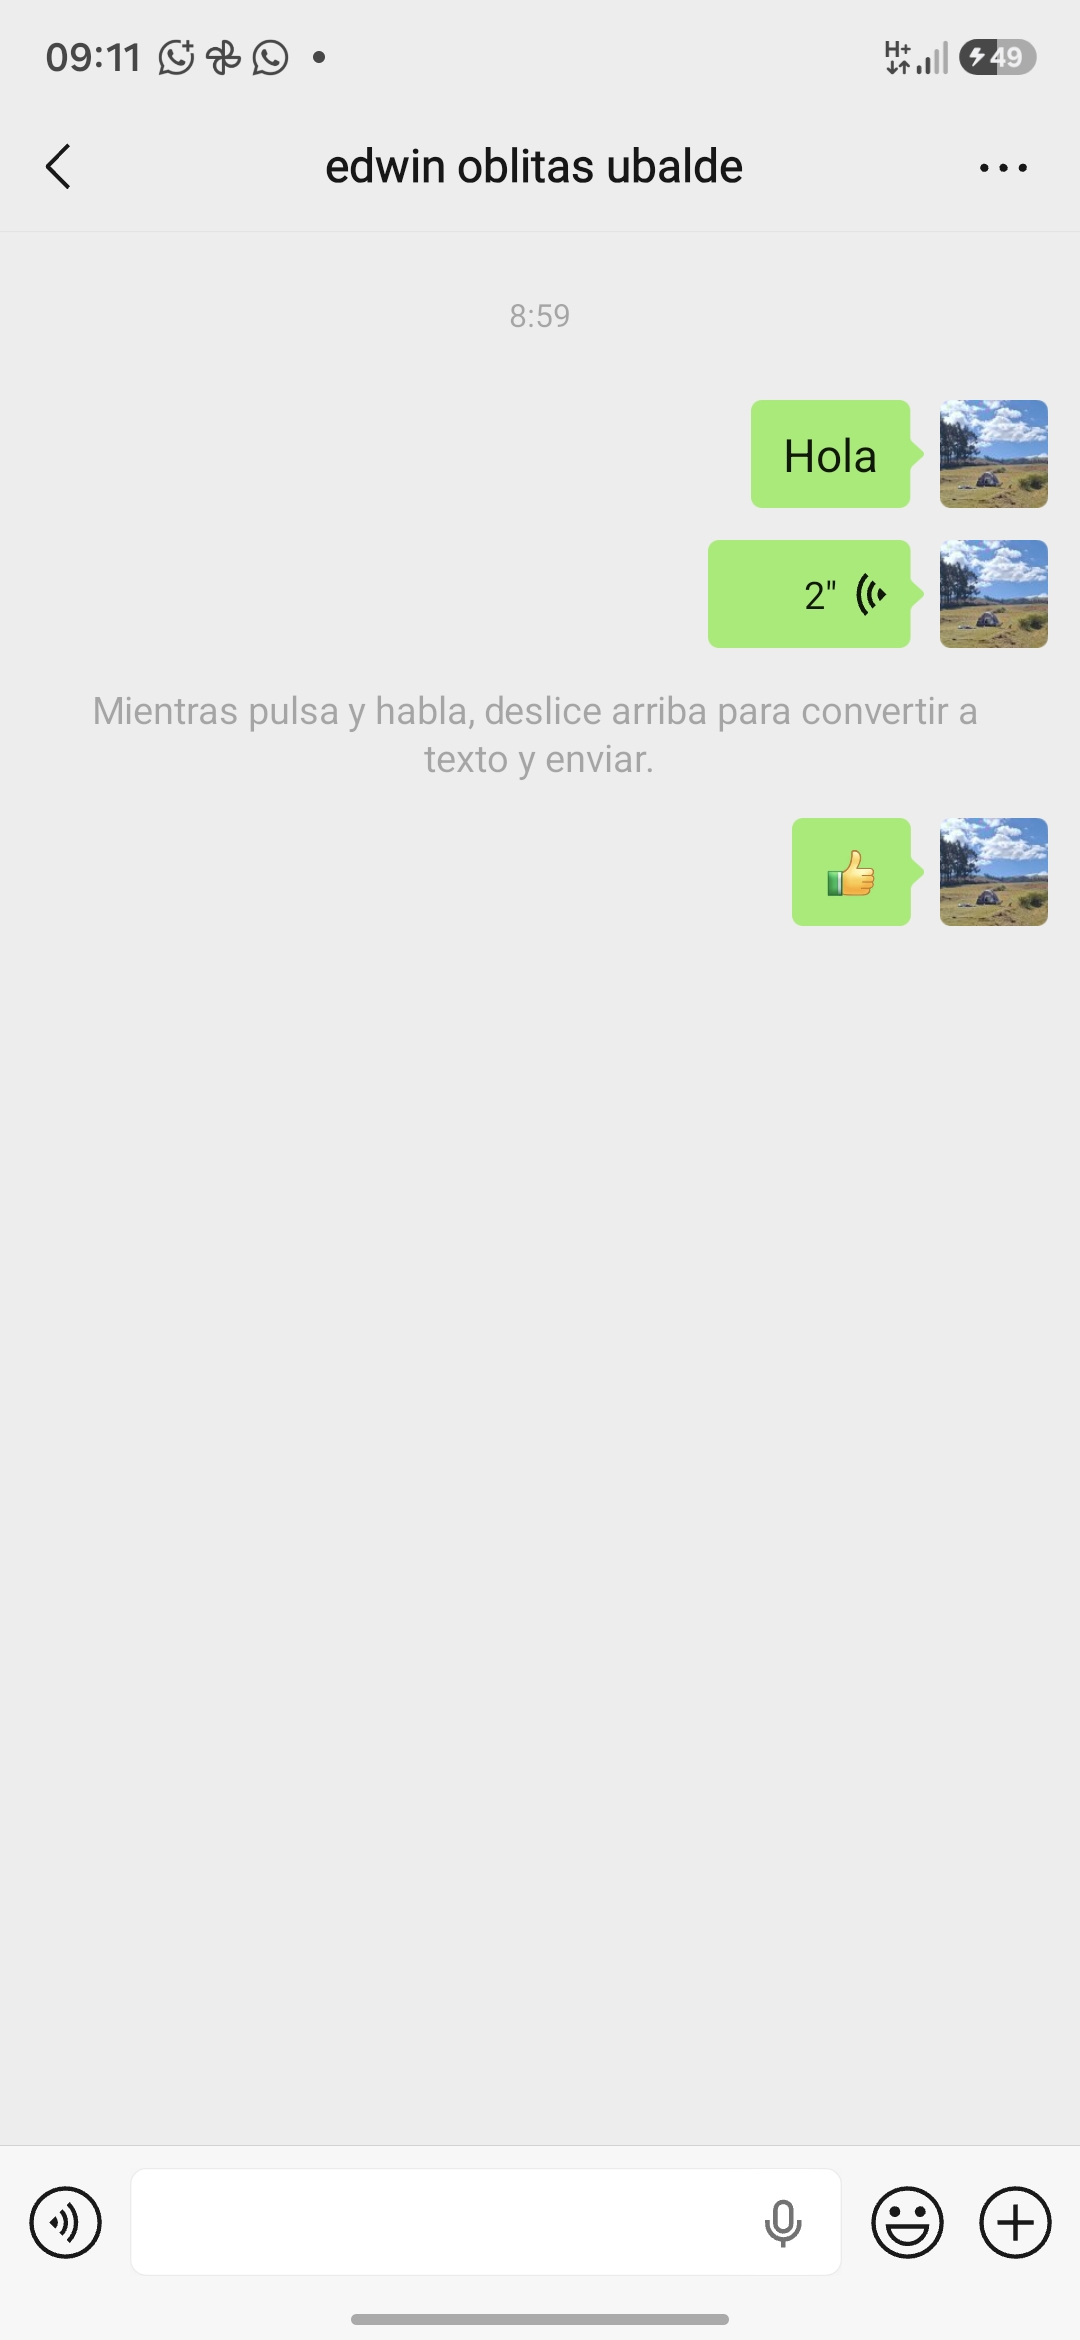 09:11
H+
49
edwin oblitas ubalde
8:59
Hola
2"
Mientras pulsa y habla, deslice arriba para convertir a
texto y enviar.